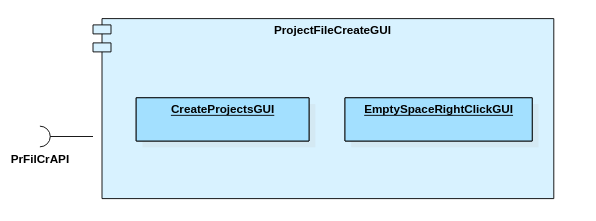 ProjectFileCreateGUI
CreateProjectsGUI
EmptySpaceRightClickGUI
PrFilCrAPI